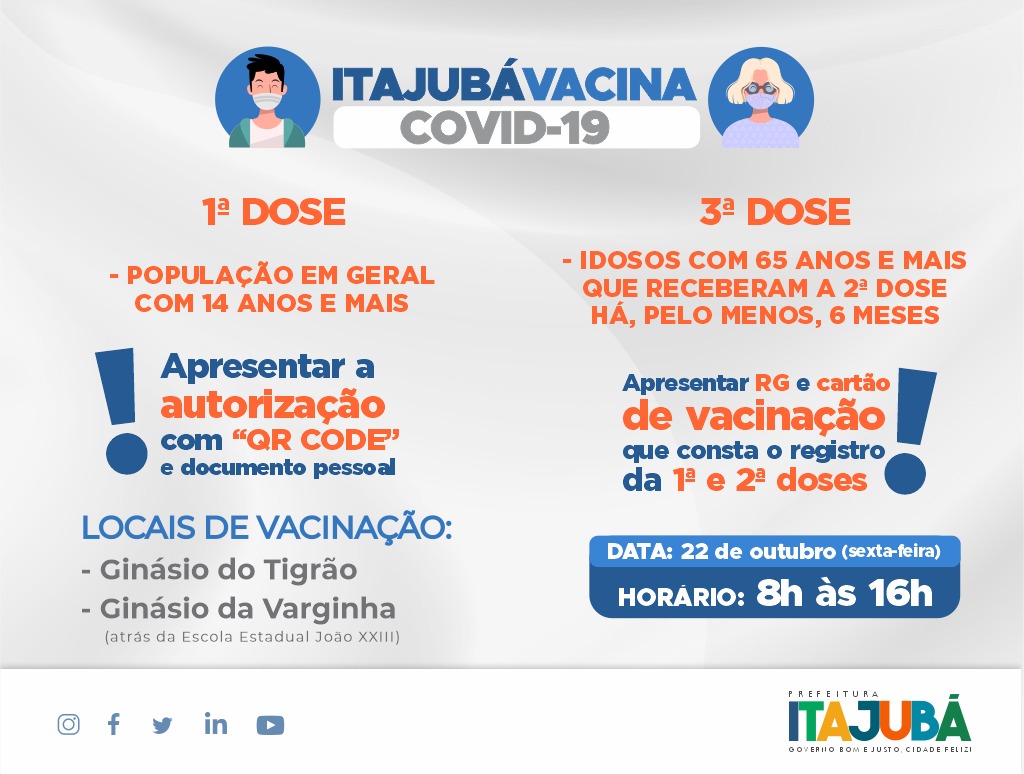 ITAJUBÁVACINA
COVID-19
1ª DOSE
- POPULAÇÃO EM GERAL
COM 14 ANOS E MAIS
Apresentar a
autorização
com “QR CODE”
e documento pessoal
3ª DOSE
- IDOSOS COM 65 ANOS E MAIS
QUE RECEBERAM A 2ª DOSE
HÁ, PELO MENOS, 6 MESES
Apresentar RG e cartão
de vacinação
que consta o registro
da 1ª e 2ª doses
LOCAIS DE VACINAÇÃO:
- Ginásio do Tigrão
- Ginásio da Varginha
(atrás da Escola Estadual João XXIII)
DATA: 22 de outubro (sexta-feira)
HORÁRIO: 8h às 16h
PREFEITURA
ITAJUBÁ
GOVERNO BOM E JUSTO, CIDADE FELIZ!